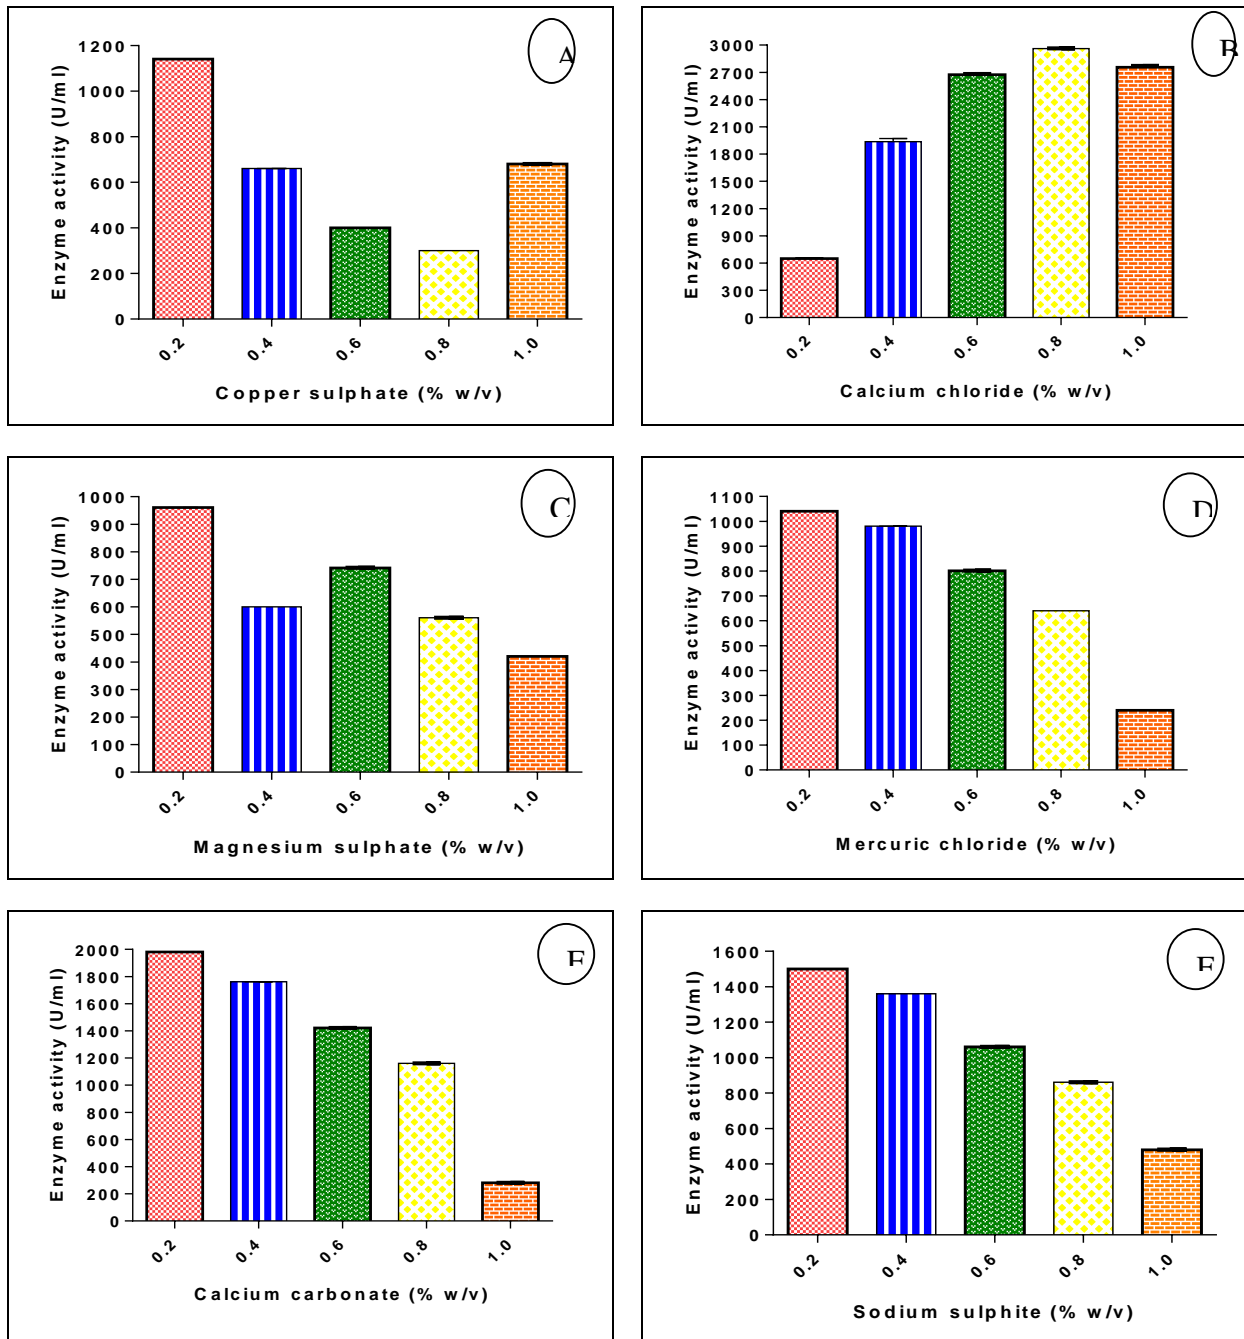 A
Enzyme activity (U/ml)
1200
1000
800
600
400
200
0
0.2 0.4 0.6 0.8 1.0
Copper sulphate (% w/v)
B
Enzyme activity (U/ml)
3000
2700
2400
2100
1800
1500
1200
900
600
300
0
0.2 0.4 0.6 0.8 1.0
Calcium chloride (% w/v)
C
Enzyme activity (U/ml)
1000
900
800
700
600
500
400
300
200
100
0
0.2 0.4 0.6 0.8 1.0
Magnesium sulphate (% w/v)
D
Enzyme activity (U/ml)
1100
1000
900
800
700
600
500
400
300
200
100
0
0.2 0.4 0.6 0.8 1.0
Mercuric chloride (% w/v)
Enzyme activity (U/ml)
2000
1800
1600
1400
1200
1000
800
600
400
200
0
0.2 0.4 0.6 0.8 1.0
Calcium carbonate (% w/v)
Enzyme activity (U/ml)
1600
1400
1200
1000
800
600
400
200
0
0.2 0.4 0.6 0.8 1.0
Sodium sulphite (% w/v)